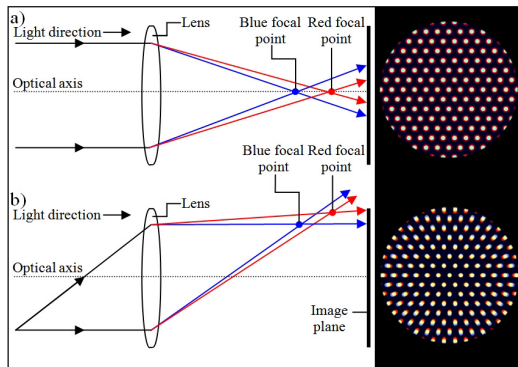 a)
Light direction
Lens
Blue focal
point
Red focal
point
Optical axis
Blue focal
point
Red focal
point
b)
Light direction
Lens
Optical axis
Image
plane